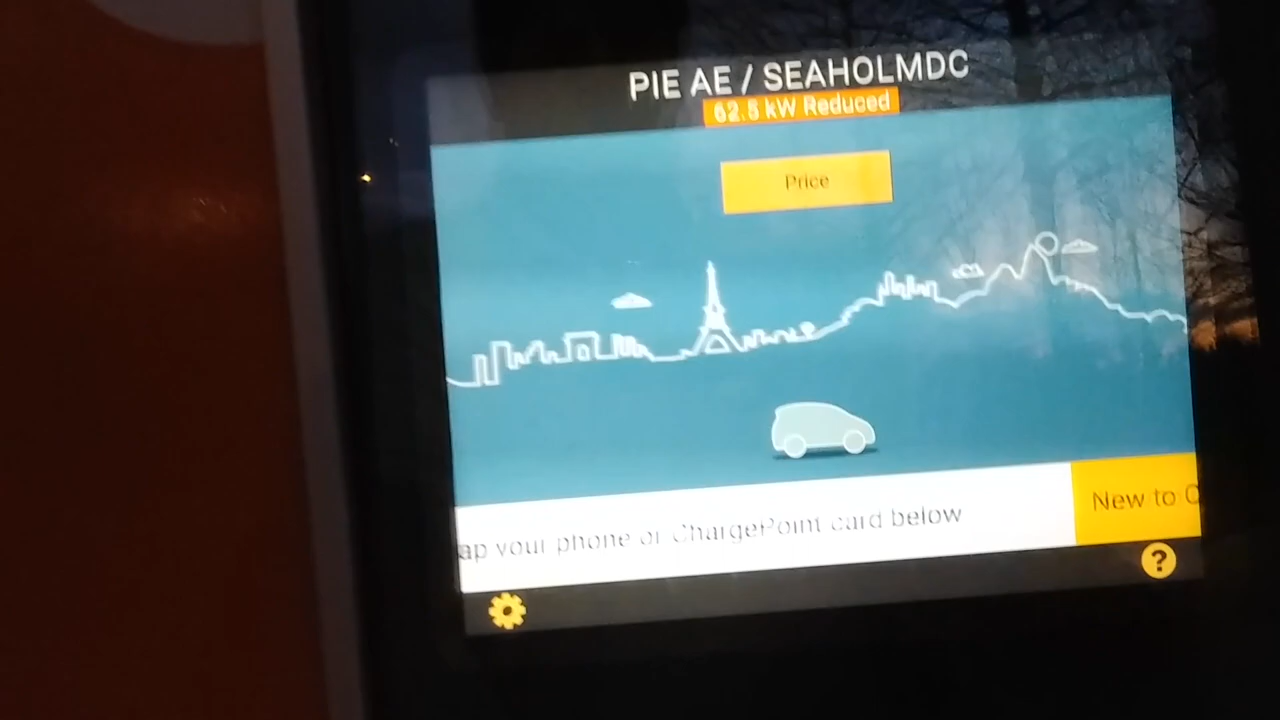 PIE AE / SEAHOLMDC
62.5 kW Reduced
Price
ap your phone or ChargePoint card below
New to C
?